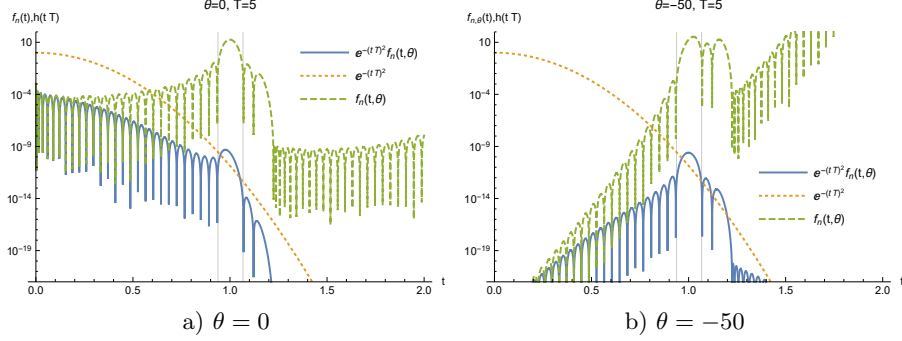 θ=0, T=5
f_n(t),h(t T)
10
10^{-4}
10^{-9}
10^{-14}
10^{-19}
0.0 0.5 1.0 1.5 2.0 t
e^{-(t T)^2} f_n(t,θ)
e^{-(t T)^2}
f_n(t,θ)
a) θ = 0
θ=-50, T=5
f_{n,θ}(t),h(t T)
10
10^{-4}
10^{-9}
10^{-14}
10^{-19}
0.0 0.5 1.0 1.5 2.0 t
e^{-(t T)^2} f_n(t,θ)
e^{-(t T)^2}
f_n(t,θ)
b) θ = −50